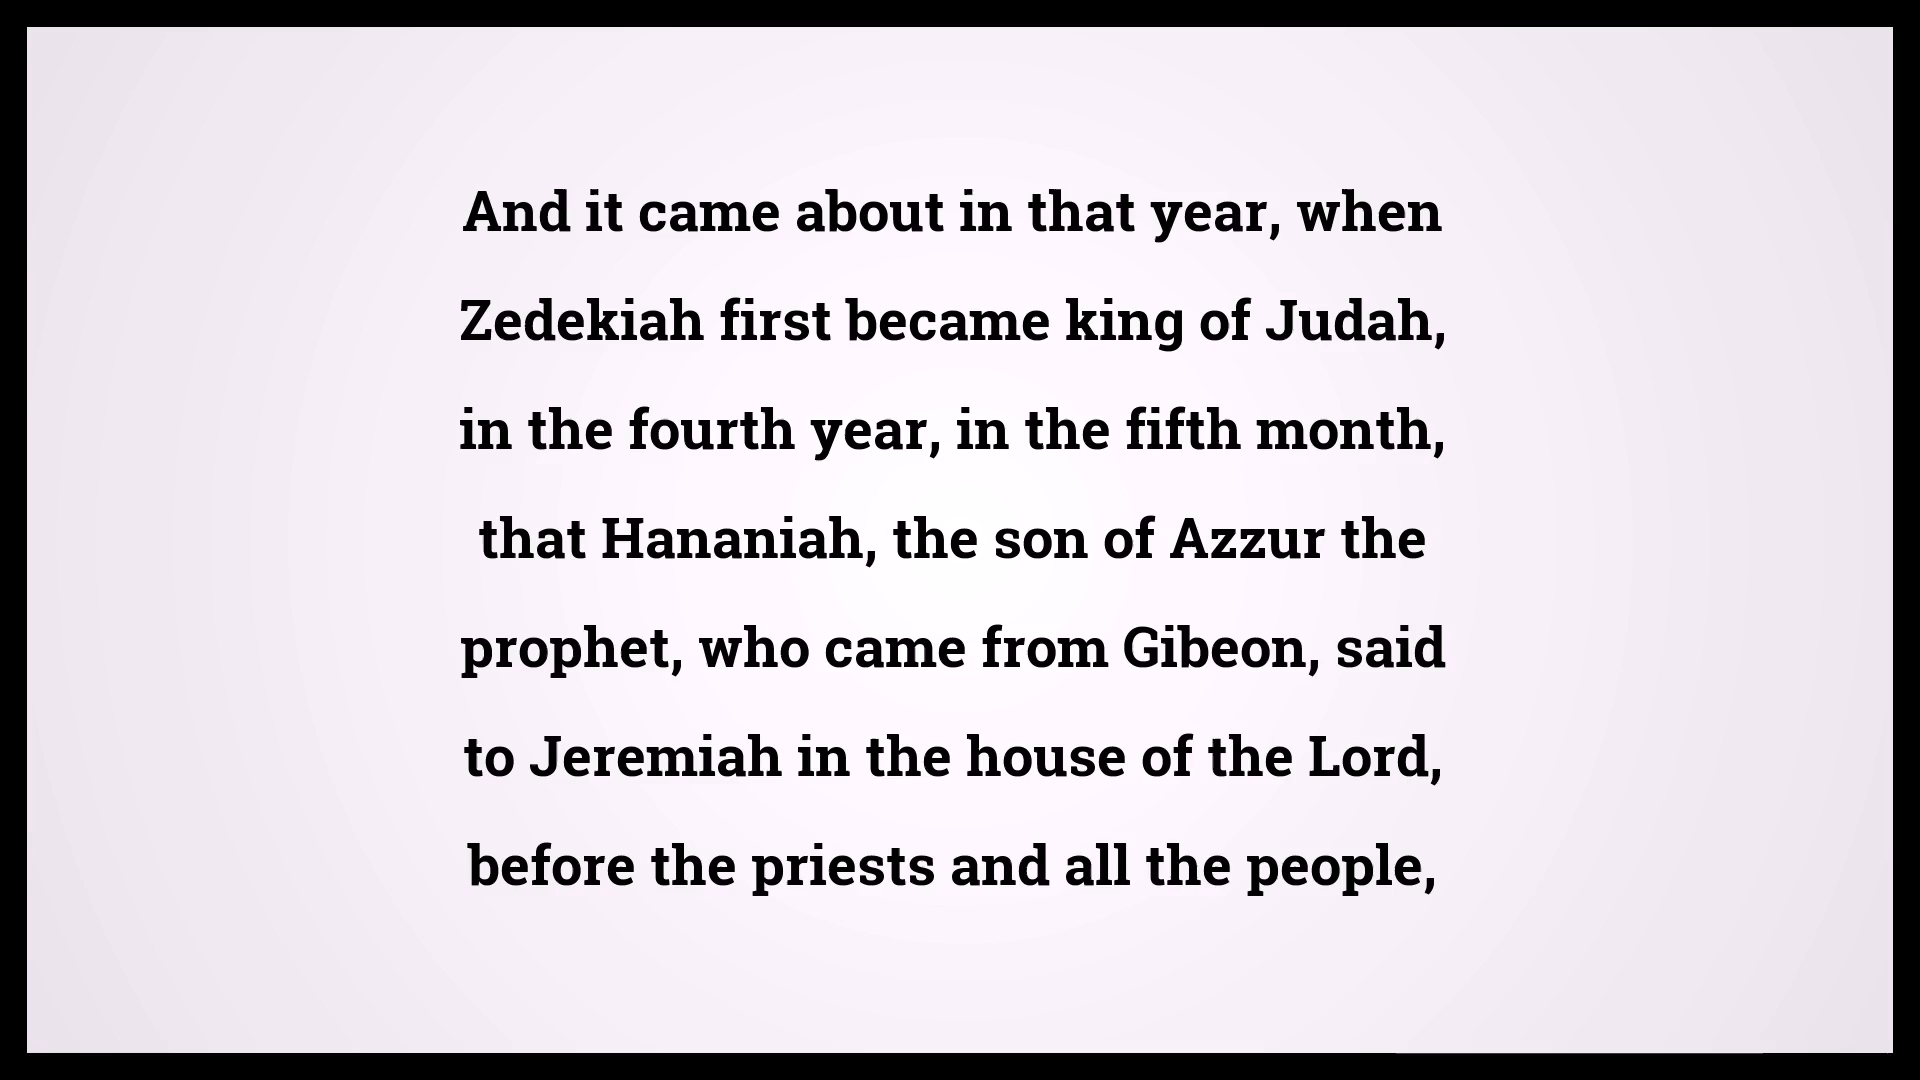 And it came about in that year, when
Zedekiah first became king of Judah,
in the fourth year, in the fifth month,
that Hananiah, the son of Azzur the
prophet, who came from Gibeon, said
to Jeremiah in the house of the Lord,
before the priests and all the people,